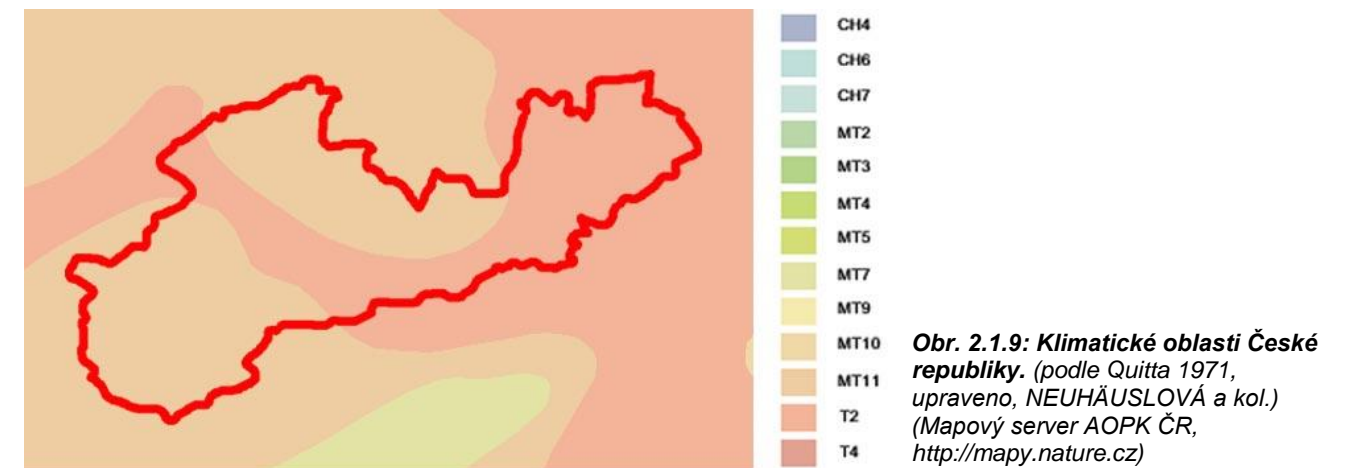 CH4
CH6
CH7
MT2
MT3
MT4
MT5
MT7
MT9
MT10
MT11
T2
T4
Obr. 2.1.9: Klimatické oblasti České
republiky. (podle Quitta 1971,
upraveno, NEUHÄUSLOVÁ a kol.)
(Mapový server AOPK ČR,
http://mapy.nature.cz)